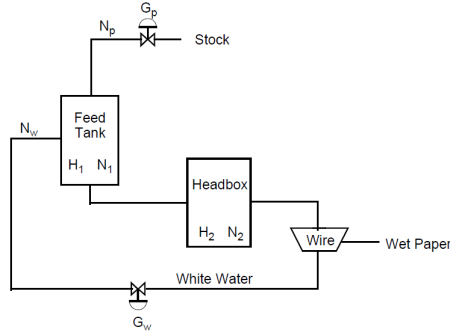 Gp
Np
Stock
Feed
Tank
Nw
H1 N1
Headbox
H2 N2
Wire
Wet Paper
White Water
Gw